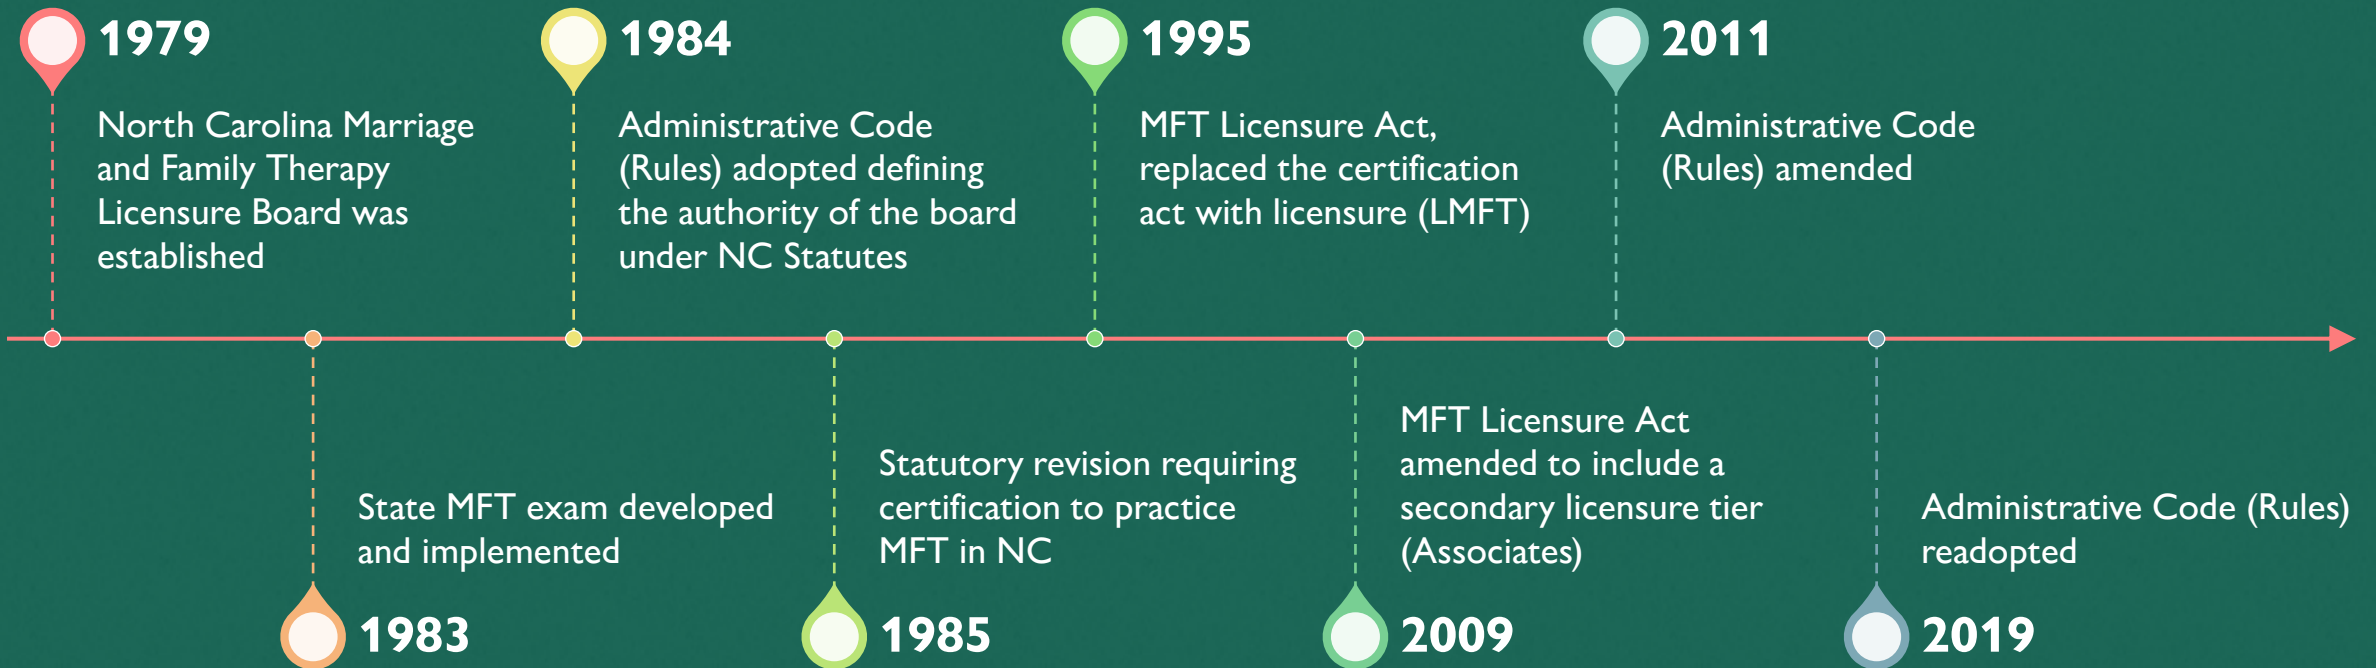 1979
North Carolina Marriage
and Family Therapy
Licensure Board was
established
1983
State MFT exam developed
and implemented
1984
Administrative Code
(Rules) adopted defining
the authority of the board
under NC Statutes
1985
Statutory revision requiring
certification to practice
MFT in NC
1995
MFT Licensure Act,
replaced the certification
act with licensure (LMFT)
2009
MFT Licensure Act
amended to include a
secondary licensure tier
(Associates)
2011
Administrative Code
(Rules) amended
2019
Administrative Code (Rules)
readopted